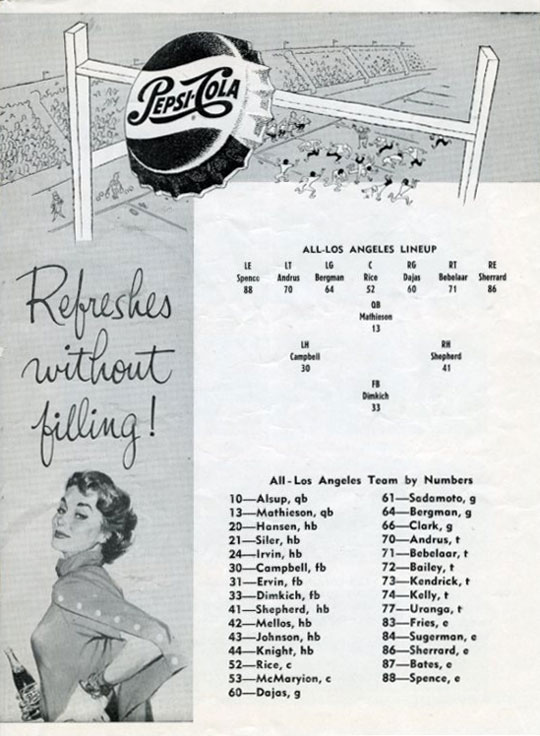 PEPSI-COLA
Refreshes
without
filling!
ALL-LOS ANGELES LINEUP
LE LT LG C RG RT RE
Spence Andrus Bergman Rice Dajas Bebelaar Sherrard
88 70 64 52 60 71 86
QB
Mathieson
13
LH RH
Campbell Shepherd
30 41
FB
Dimkich
33
All-Los Angeles Team by Numbers
10—Alsup, qb
13—Mathieson, qb
20—Hansen, hb
21—Siler, hb
24—Irvin, hb
30—Campbell, fb
31—Ervin, fb
33—Dimkich, fb
41—Shepherd, hb
42—Mellos, hb
43—Johnson, hb
44—Knight, hb
52—Rice, c
53—McMaryion, c
60—Dajas, g
61—Sadamoto, g
64—Bergman, g
66—Clark, g
70—Andrus, t
71—Bebelaar, t
72—Bailey, t
73—Kendrick, t
74—Kelly, t
77—Uranga, t
83—Fries, e
84—Sugerman, e
86—Sherrard, e
87—Bates, e
88—Spence, e